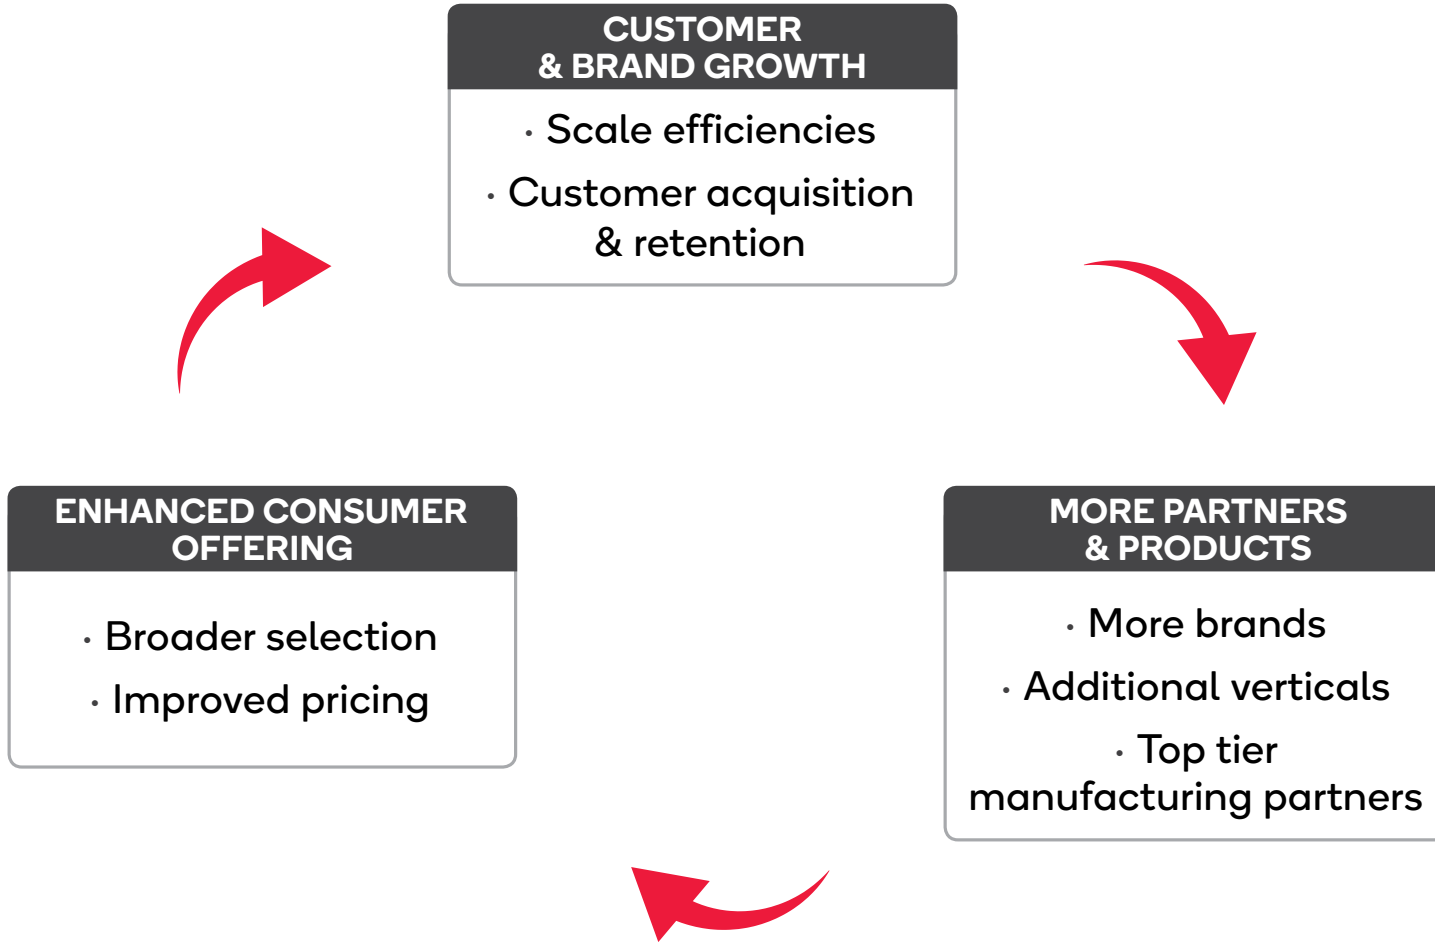 CUSTOMER
& BRAND GROWTH
· Scale efficiencies
· Customer acquisition
& retention
ENHANCED CONSUMER
OFFERING
· Broader selection
· Improved pricing
MORE PARTNERS
& PRODUCTS
· More brands
· Additional verticals
· Top tier
manufacturing partners